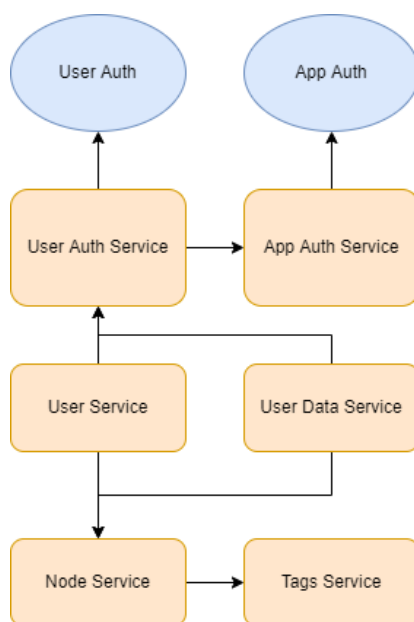 User Auth
App Auth
User Auth Service
App Auth Service
User Service
User Data Service
Node Service
Tags Service